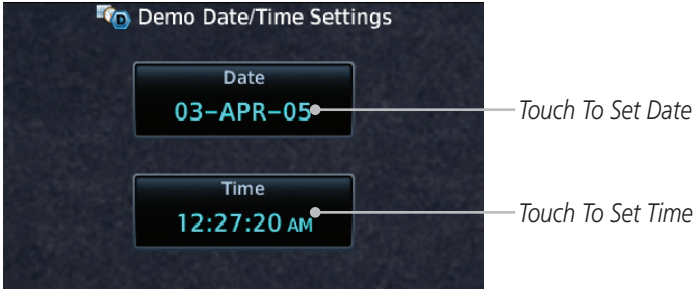 Demo Date/Time Settings
Date
03-APR-05
Touch To Set Date
Time
12:27:20 AM
Touch To Set Time